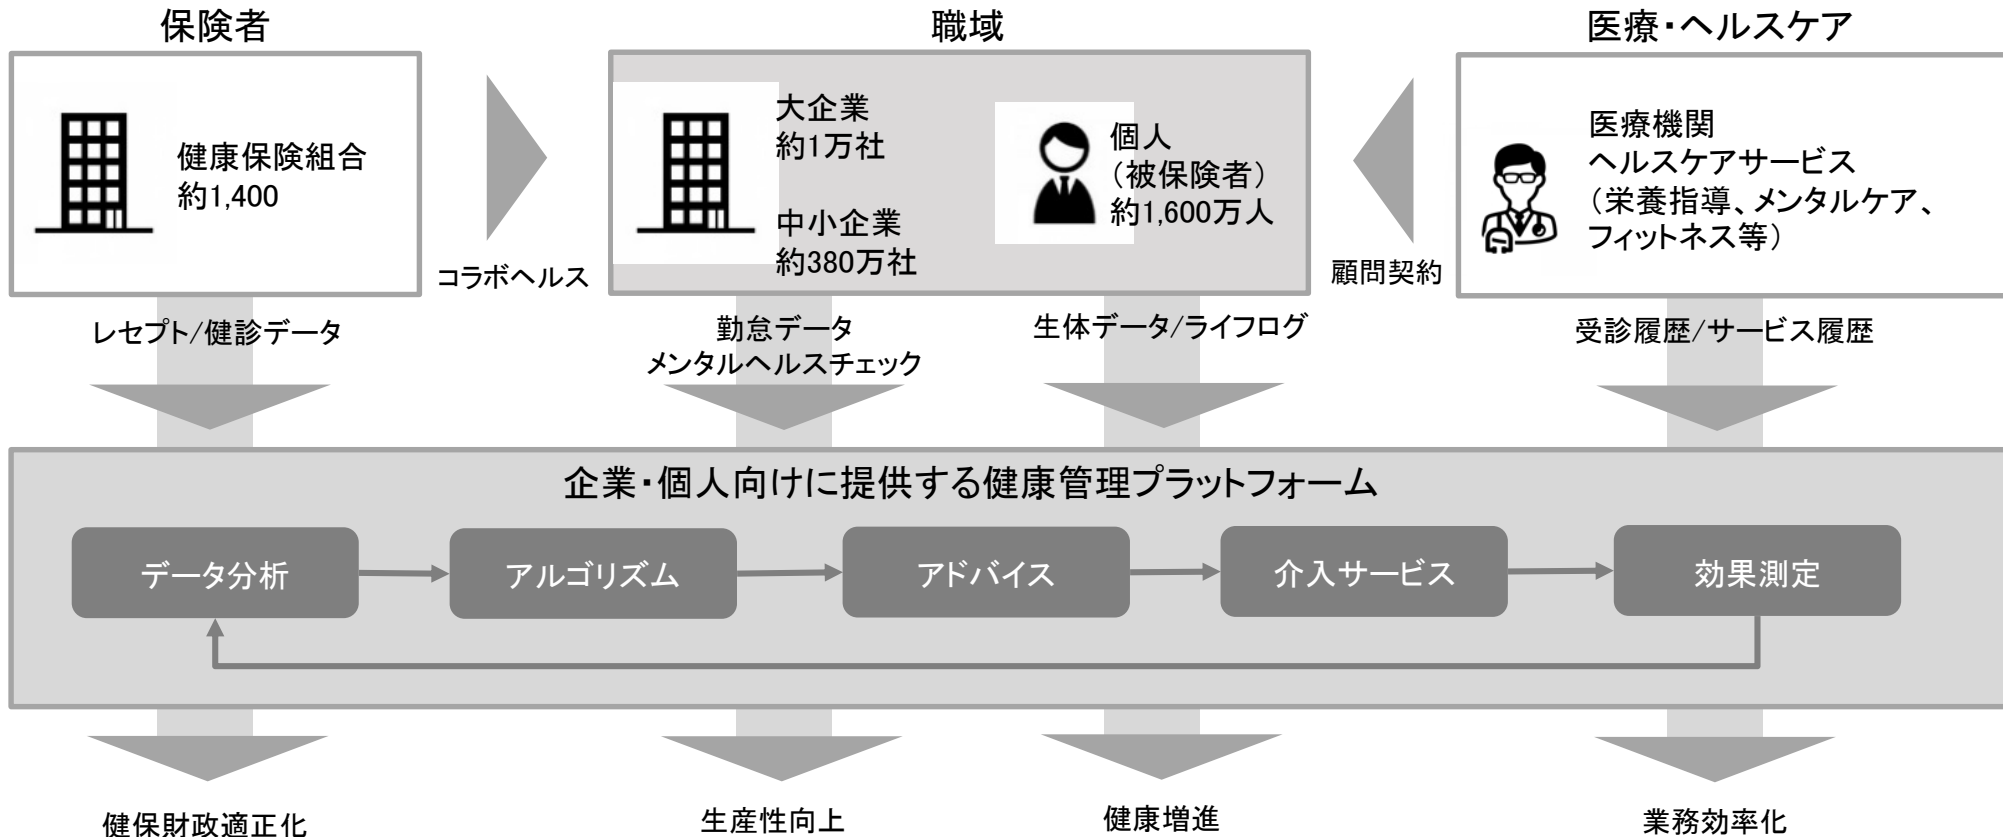 保険者
職域
医療・ヘルスケア
健康保険組合
約1,400
大企業
約1万社
中小企業
約380万社
個人
（被保険者）
約1,600万人
医療機関
ヘルスケアサービス
（栄養指導、メンタルケア、
フィットネス等）
コラボヘルス
顧問契約
レセプト/健診データ
勤怠データ
メンタルヘルスチェック
生体データ/ライフログ
受診履歴/サービス履歴
企業・個人向けに提供する健康管理プラットフォーム
データ分析
アルゴリズム
アドバイス
介入サービス
効果測定
健保財政適正化
生産性向上
健康増進
業務効率化